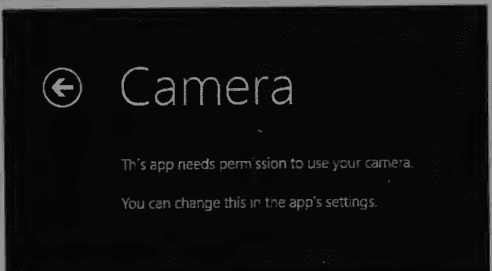 Camera
This app needs permission to use your camera.
You can change this in the app's settings.